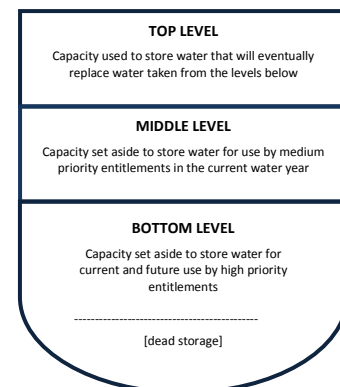 TOP LEVEL
Capacity used to store water that will eventually
replace water taken from the levels below
MIDDLE LEVEL
Capacity set aside to store water for use by medium
priority entitlements in the current water year
BOTTOM LEVEL
Capacity set aside to store water for
current and future use by high priority
entitlements
--------------------------------------------
[dead storage]